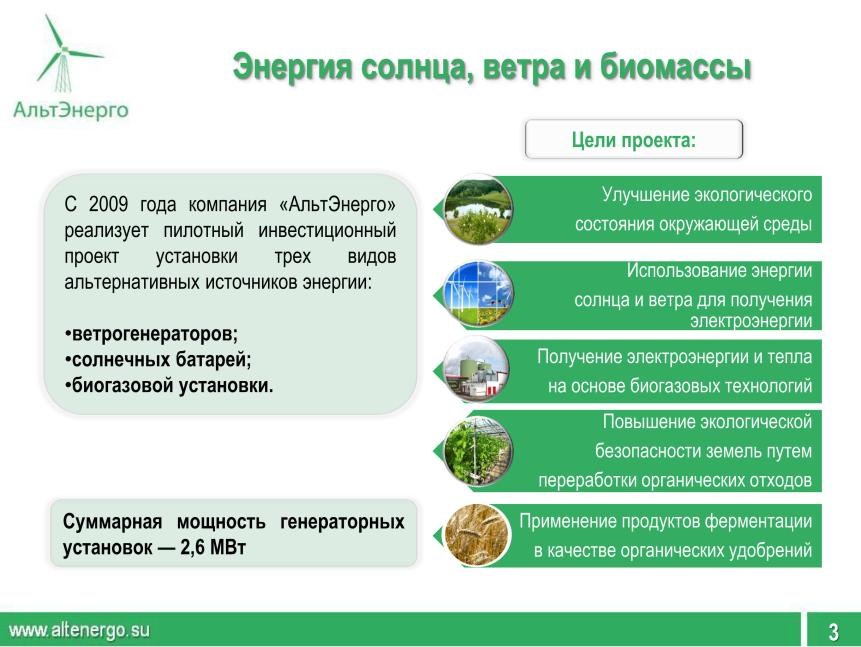 АльтЭнерго
Энергия солнца, ветра и биомассы
Цели проекта:
С 2009 года компания «АльтЭнерго»
реализует пилотный инвестиционный
проект установки трех видов
альтернативных источников энергии:
•ветрогенераторов;
•солнечных батарей;
•биогазовой установки.
Суммарная мощность генераторных
установок — 2,6 МВт
Улучшение экологического
состояния окружающей среды
Использование энергии
солнца и ветра для получения
электроэнергии
Получение электроэнергии и тепла
на основе биогазовых технологий
Повышение экологической
безопасности земель путем
переработки органических отходов
Применение продуктов ферментации
в качестве органических удобрений
www.altenergo.su
3